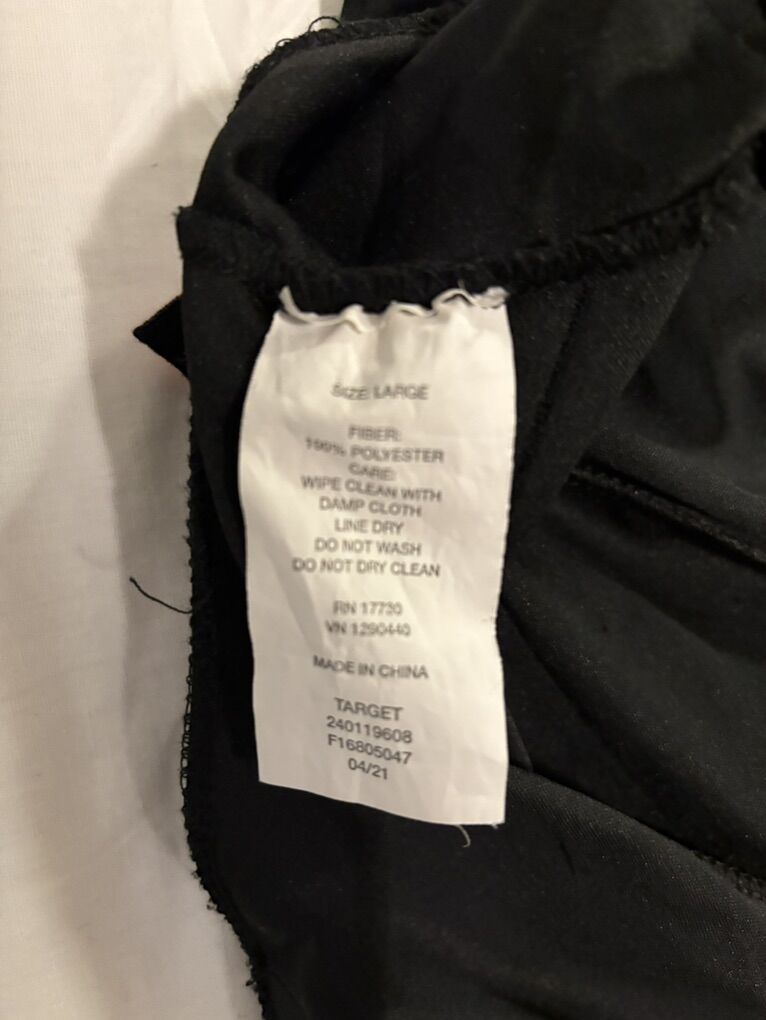 SIZE: LARGE
FIBER:
100% POLYESTER
CARE:
WIPE CLEAN WITH
DAMP CLOTH
LINE DRY
DO NOT WASH
DO NOT DRY CLEAN
RN 17730
VN 1290440
MADE IN CHINA
TARGET
240119608
F16805047
04/21